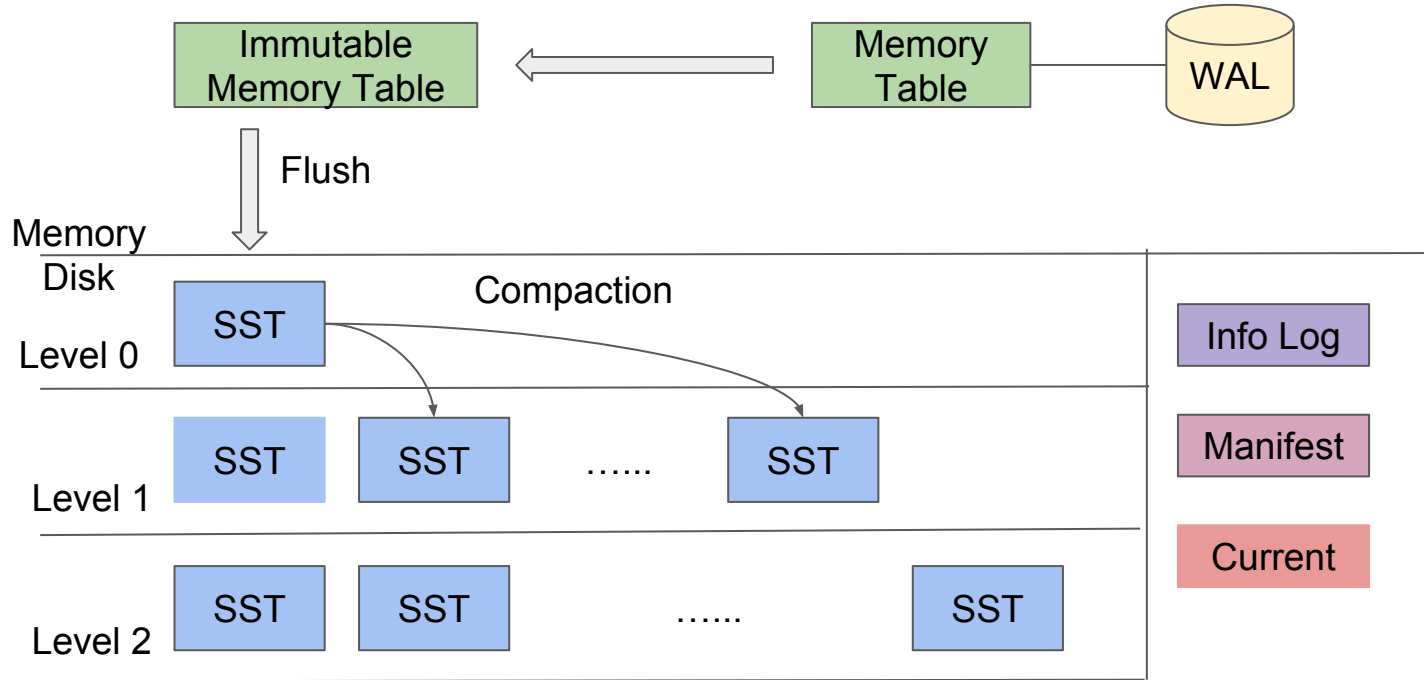 Immutable
Memory Table
Memory
Table
WAL
Flush
Memory
Disk
Compaction
SST
Level 0
Info Log
SST
SST
…...
SST
Level 1
Manifest
Current
SST
SST
…...
SST
Level 2